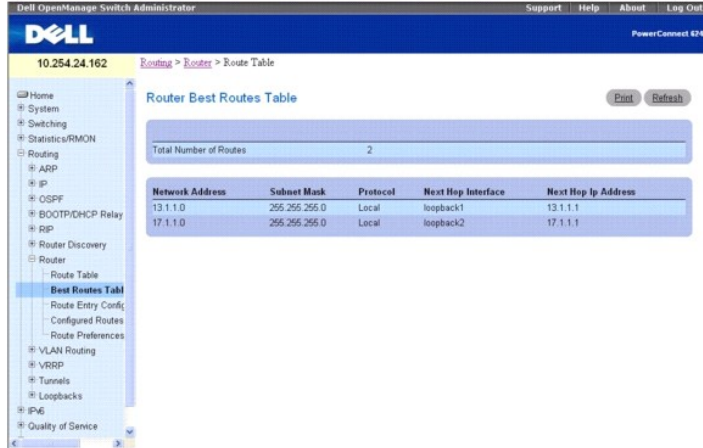 Dell OpenManage Switch Administrator
Support Help About Log Out
DELL
PowerConnect 624
10.254.24.162
Routing > Router > Route Table
Home
System
Switching
Statistics/RMON
Routing
ARP
IP
OSPF
BOOTP/DHCP Relay
RIP
Router Discovery
Router
Route Table
Best Routes Tabl
Route Entry Config
Configured Routes
Route Preferences
VLAN Routing
VRRP
Tunnels
Loopbacks
IPv6
Quality of Service
Router Best Routes Table
Print Refresh
Total Number of Routes 2
Network Address Subnet Mask Protocol Next Hop Interface Next Hop Ip Address
13.1.1.0 255.255.255.0 Local loopback1 13.1.1.1
17.1.1.0 255.255.255.0 Local loopback2 17.1.1.1